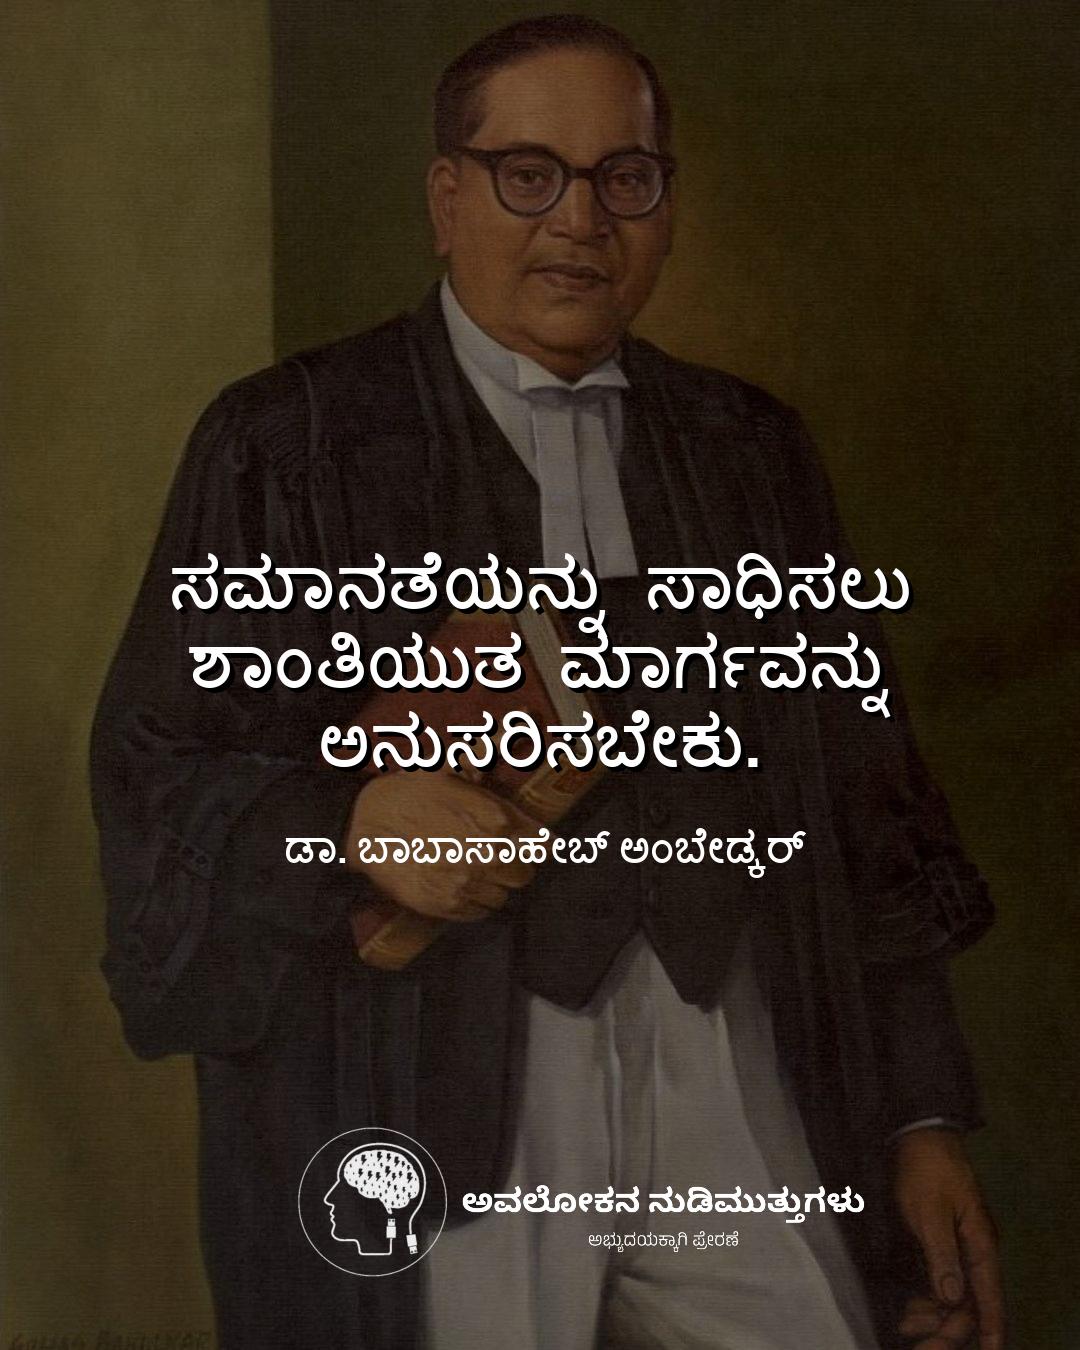 ಸಮಾನತೆಯನ್ನು ಸಾಧಿಸಲು
ಶಾಂತಿಯುತ ಮಾರ್ಗವನ್ನು
ಅನುಸರಿಸಬೇಕು.
ಡಾ. ಬಾಬಾಸಾಹೇಬ್ ಅಂಬೇಡ್ಕರ್
ಅವಲೋಕನ ನುಡಿಮುತ್ತುಗಳು
ಅಭ್ಯುದಯಕ್ಕಾಗಿ ಪ್ರೇರಣೆ